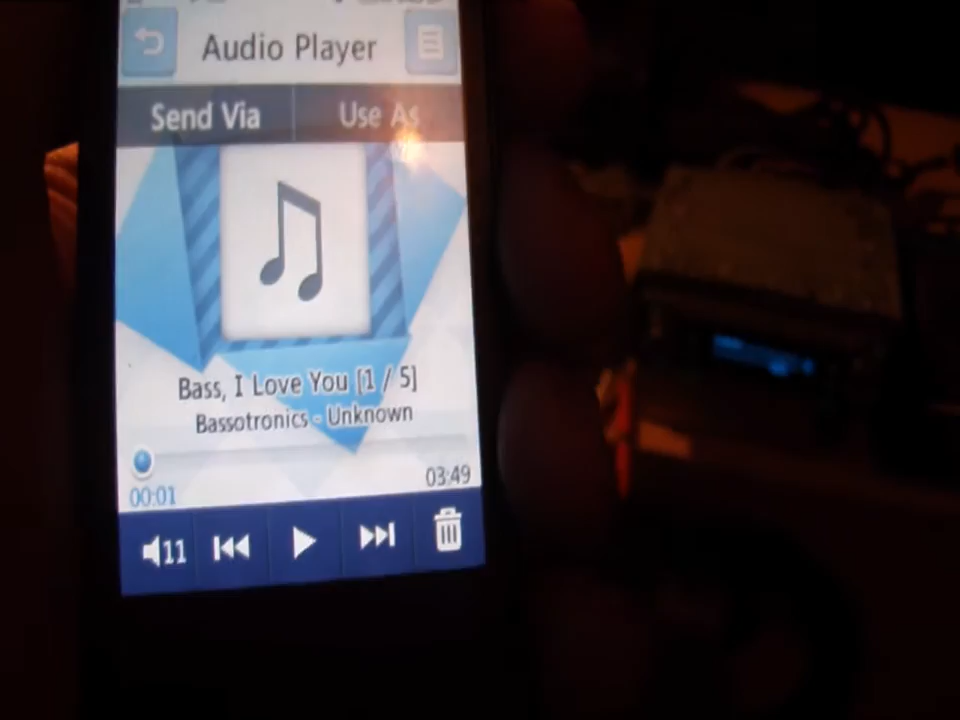 Audio Player
Send Via
Use As
Bass, I Love You [1 / 5]
Bassotronics - Unknown
03:49
00:01
11